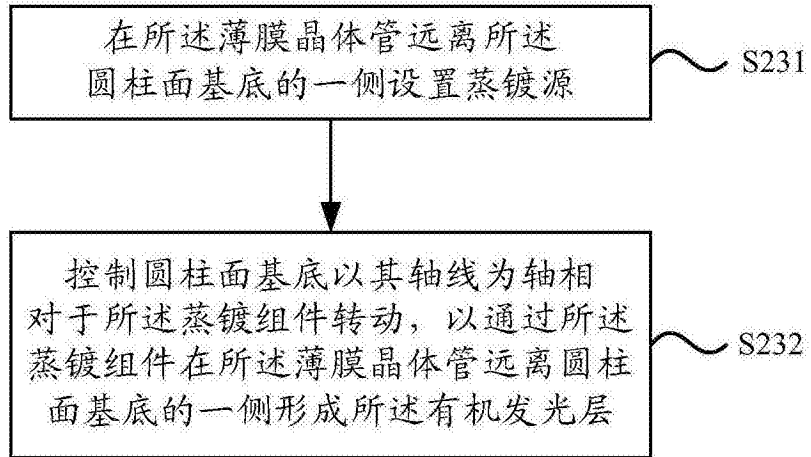 在所述薄膜晶体管远离所述
圆柱面基底的一侧设置蒸镀源
S231
控制圆柱面基底以其轴线为轴相
对于所述蒸镀组件转动，以通过所述
蒸镀组件在所述薄膜晶体管远离圆柱
面基底的一侧形成所述有机发光层
S232